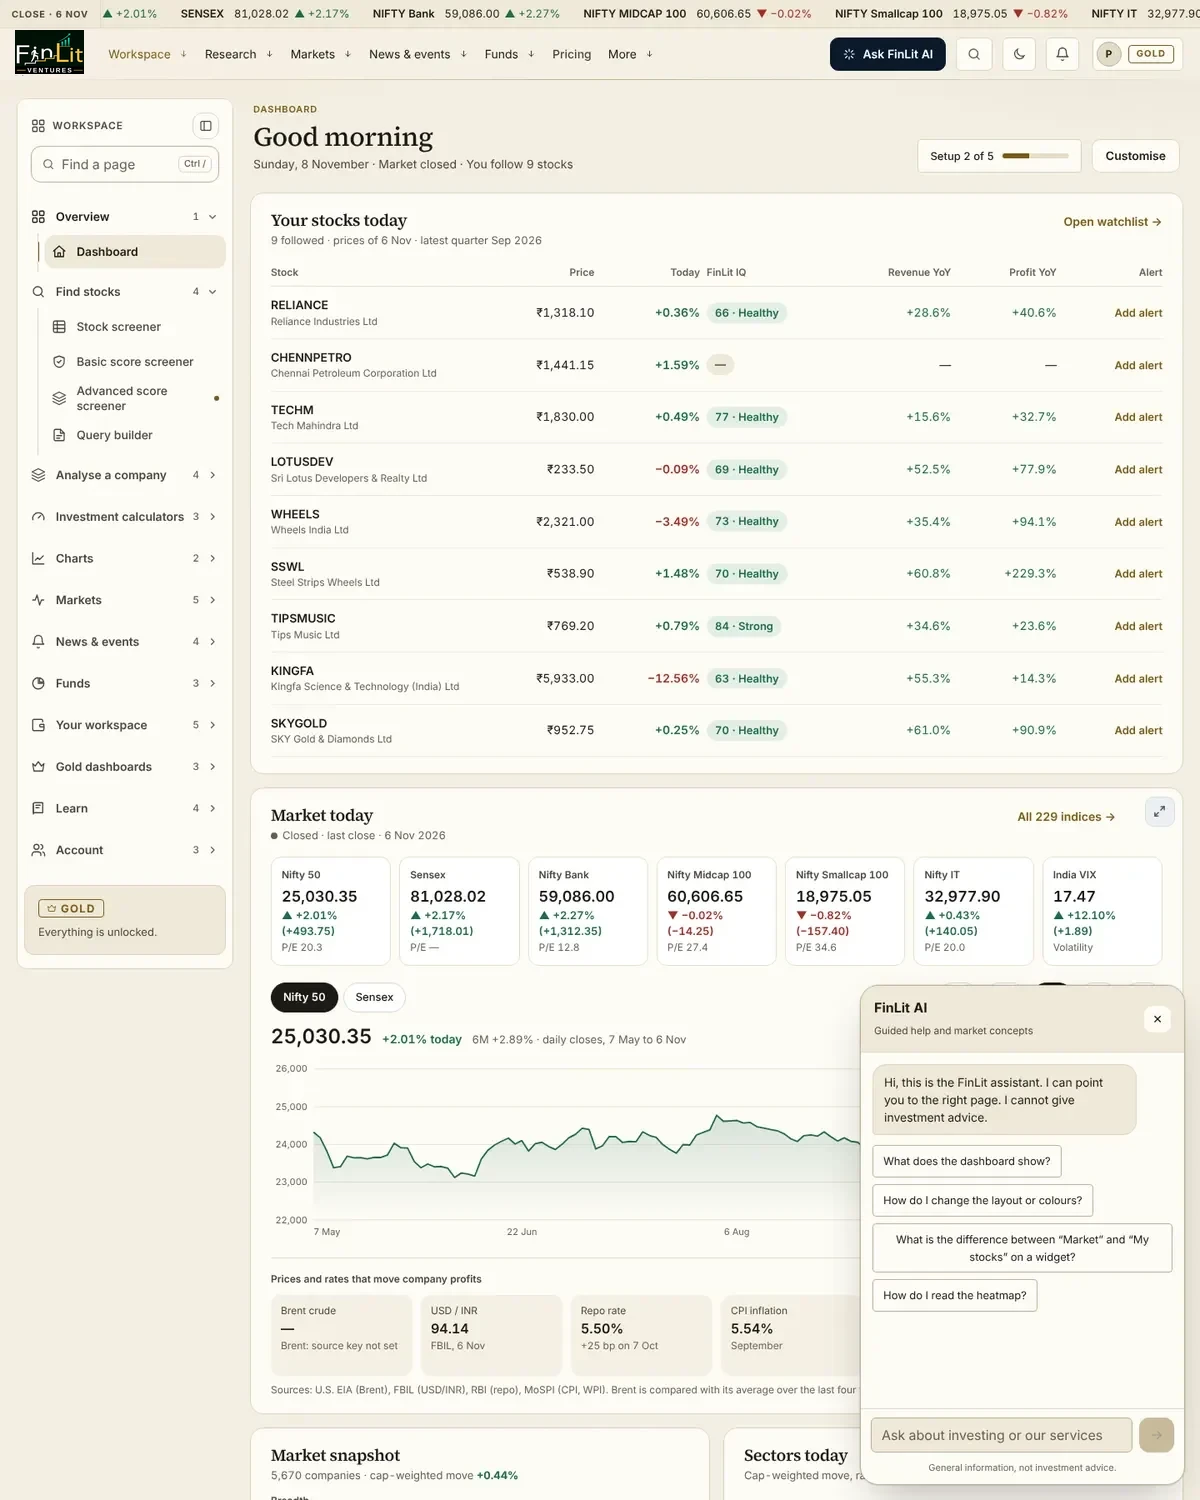 CLOSE · 6 NOV ▲ +2.01% SENSEX 81,028.02 ▲ +2.17% NIFTY Bank 59,086.00 ▲ +2.27% NIFTY MIDCAP 100 60,606.65 ▼ −0.02% NIFTY Smallcap 100 18,975.05 ▼ −0.82% NIFTY IT 32,977.90
FinLit
VENTURES
Workspace Research Markets News & events Funds Pricing More
Ask FinLit AI
P GOLD
WORKSPACE
Find a page Ctrl /
Overview 1
Dashboard
Find stocks 4
Stock screener
Basic score screener
Advanced score
screener
Query builder
Analyse a company 4
Investment calculators 3
Charts 2
Markets 5
News & events 4
Funds 3
Your workspace 5
Gold dashboards 3
Learn 4
Account 3
GOLD
Everything is unlocked.
DASHBOARD
Good morning
Sunday, 8 November · Market closed · You follow 9 stocks
Setup 2 of 5
Customise
Your stocks today
Open watchlist →
9 followed · prices of 6 Nov · latest quarter Sep 2026
Stock Price Today FinLit IQ Revenue YoY Profit YoY Alert
RELIANCE
Reliance Industries Ltd
₹1,318.10 +0.36% 66 · Healthy +28.6% +40.6% Add alert
CHENNPETRO
Chennai Petroleum Corporation Ltd
₹1,441.15 +1.59% — — — Add alert
TECHM
Tech Mahindra Ltd
₹1,830.00 +0.49% 77 · Healthy +15.6% +32.7% Add alert
LOTUSDEV
Sri Lotus Developers & Realty Ltd
₹233.50 −0.09% 69 · Healthy +52.5% +77.9% Add alert
WHEELS
Wheels India Ltd
₹2,321.00 −3.49% 73 · Healthy +35.4% +94.1% Add alert
SSWL
Steel Strips Wheels Ltd
₹538.90 +1.48% 70 · Healthy +60.8% +229.3% Add alert
TIPSMUSIC
Tips Music Ltd
₹769.20 +0.79% 84 · Strong +34.6% +23.6% Add alert
KINGFA
Kingfa Science & Technology (India) Ltd
₹5,933.00 −12.56% 63 · Healthy +55.3% +14.3% Add alert
SKYGOLD
SKY Gold & Diamonds Ltd
₹952.75 +0.25% 70 · Healthy +61.0% +90.9% Add alert
Market today
All 229 indices →
Closed · last close · 6 Nov 2026
Nifty 50
25,030.35
▲ +2.01%
(+493.75)
P/E 20.3
Sensex
81,028.02
▲ +2.17%
(+1,718.01)
P/E —
Nifty Bank
59,086.00
▲ +2.27%
(+1,312.35)
P/E 12.8
Nifty Midcap 100
60,606.65
▼ −0.02%
(−14.25)
P/E 27.4
Nifty Smallcap 100
18,975.05
▼ −0.82%
(−157.40)
P/E 34.6
Nifty IT
32,977.90
▲ +0.43%
(+140.05)
P/E 20.0
India VIX
17.47
▲ +12.10%
(+1.89)
Volatility
Nifty 50 Sensex
25,030.35 +2.01% today 6M +2.89% · daily closes, 7 May to 6 Nov
26,000
25,000
24,000
23,000
22,000
7 May 22 Jun 6 Aug
Prices and rates that move company profits
Brent crude
—
Brent: source key not set
USD / INR
94.14
FBIL, 6 Nov
Repo rate
5.50%
+25 bp on 7 Oct
CPI inflation
5.54%
September
Sources: U.S. EIA (Brent), FBIL (USD/INR), RBI (repo), MoSPI (CPI, WPI). Brent is compared with its average over the last four
Market snapshot
5,670 companies · cap-weighted move +0.44%
Breadth
Sectors today
Cap-weighted move, ra
FinLit AI
Guided help and market concepts
Hi, this is the FinLit assistant. I can point
you to the right page. I cannot give
investment advice.
What does the dashboard show?
How do I change the layout or colours?
What is the difference between “Market” and “My
stocks” on a widget?
How do I read the heatmap?
Ask about investing or our services
General information, not investment advice.